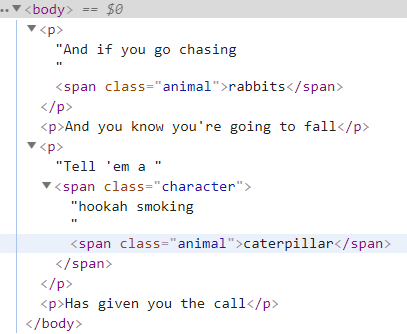 <body> == $0
<p>
"And if you go chasing
"
<span class="animal">rabbits</span>
</p>
<p>And you know you're going to fall</p>
<p>
"Tell 'em a "
<span class="character">
"hookah smoking
"
<span class="animal">caterpillar</span>
</span>
</p>
<p>Has given you the call</p>
</body>